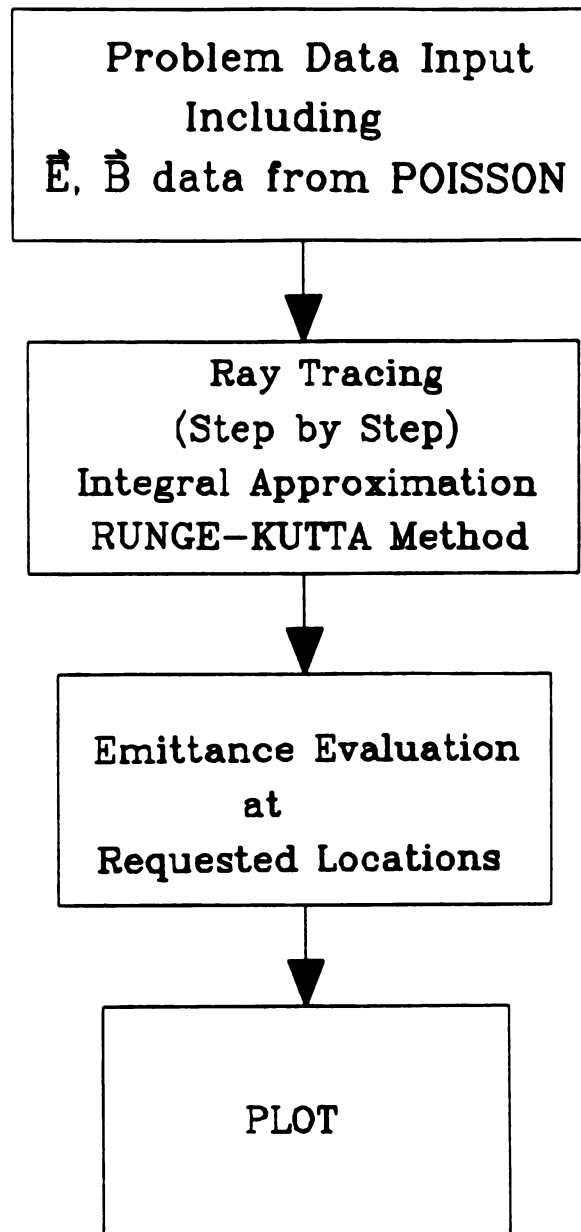 Problem Data Input
Including
E⃗, B⃗ data from POISSON
Ray Tracing
(Step by Step)
Integral Approximation
RUNGE-KUTTA Method
Emittance Evaluation
at
Requested Locations
PLOT